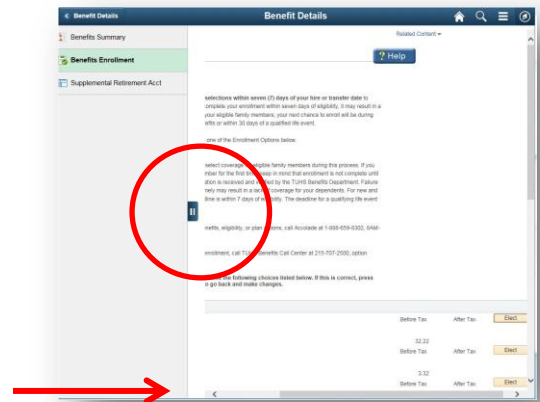 Benefit Details
Benefit Details
Benefits Summary
Benefits Enrollment
Supplemental Retirement Acct
Related Content
? Help
selections within seven (7) days of your hire or transfer date to
complete your enrollment within seven days of eligibility, it may result in a
your eligible family members; your next chance to enroll will be during
efits or within 30 days of a qualified life event.
one of the Enrollment Options below.
select coverage eligible family members during this process. If you
mber for the first time, keep in mind that enrollment is not complete until
ation is received and verified by the TUHS Benefits Department. Failure
nely may result in a coverage for your dependents. For new and
time is within 7 days of eligibility. The deadline for a qualifying life event
nefits, eligibility, or plan options, call Accolade at
enrollment, call Benefits Call Center at 215-707-2500, option
the following choices listed below. If this is correct, press
o go back and make changes.
Before Tax After Tax Elect
32.22
Before Tax After Tax Elect
3.32
Before Tax After Tax Elect